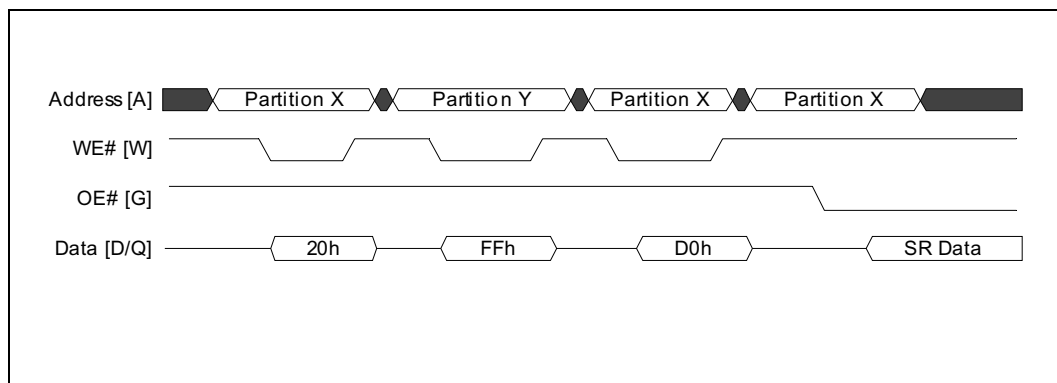 Address [A] Partition X Partition Y Partition X Partition X
WE# [W]
OE# [G]
Data [D/Q] 20h FFh D0h SR Data